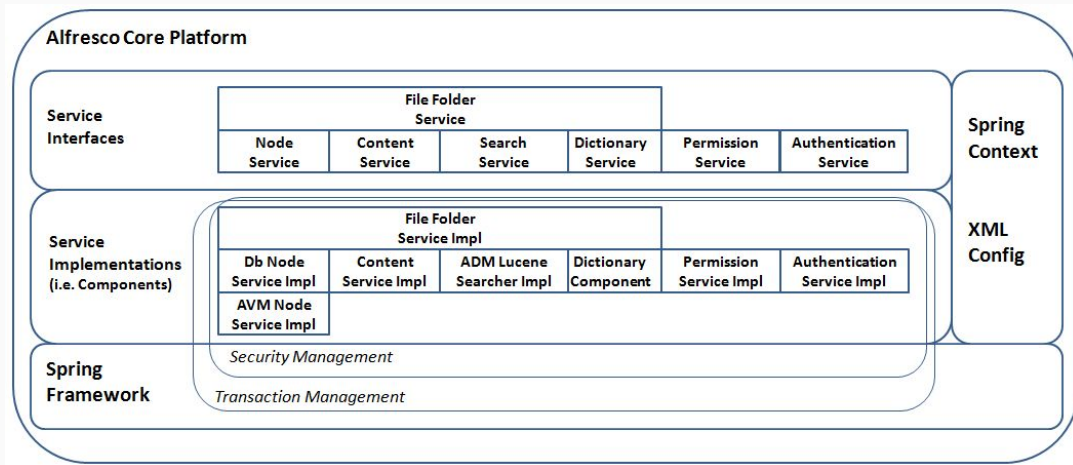 Alfresco Core Platform
Service
Interfaces
File Folder
Service
Node
Service
Content
Service
Search
Service
Dictionary
Service
Permission
Service
Authentication
Service
Spring
Context
XML
Config
Service
Implementations
(i.e. Components)
File Folder
Service Impl
Db Node
Service Impl
Content
Service Impl
ADM Lucene
Searcher Impl
Dictionary
Component
Permission
Service Impl
Authentication
Service Impl
AVM Node
Service Impl
Security Management
Spring
Framework
Transaction Management